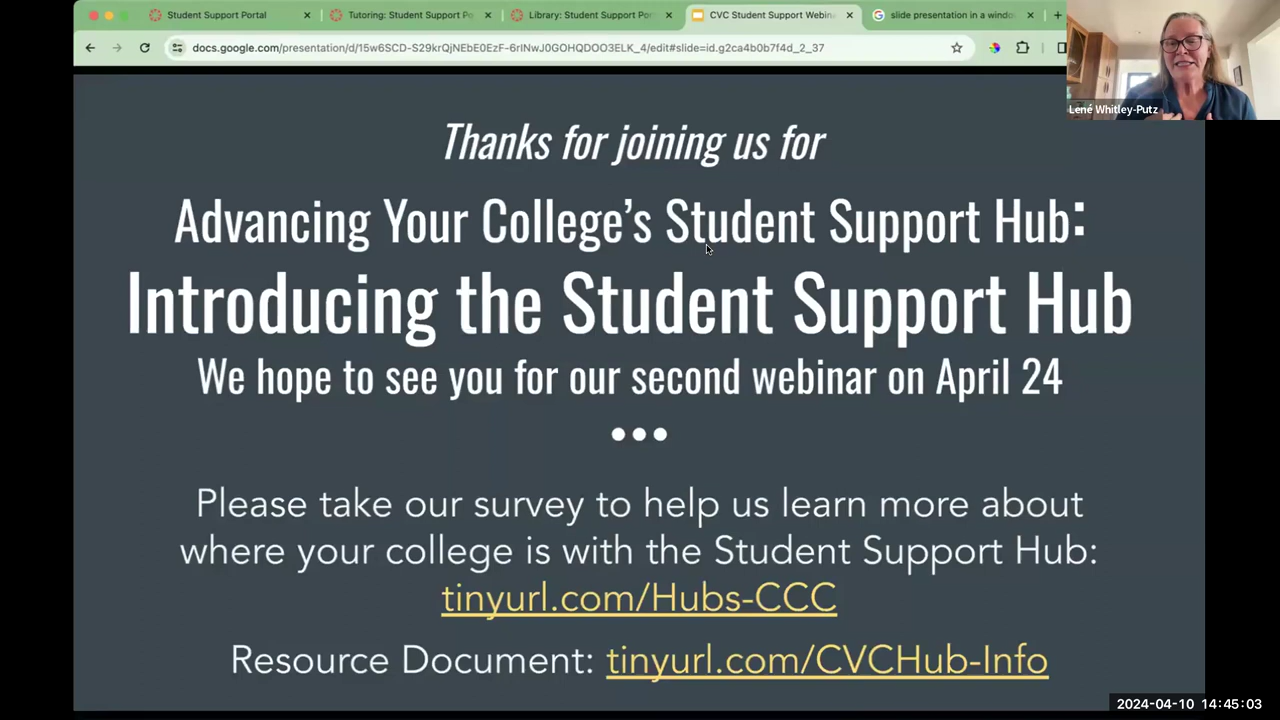 Student Support Portal
Tutoring: Student Support Po
Library: Student Support Por
CVC Student Support Webina
slide presentation in a windo
docs.google.com/presentation/d/15w6SCD-S29krQjNEbE0EzF-6rINwJ0GOHQDOO3ELK_4/edit#slide=id.g2ca4b0b7f4d_2_37
Lené Whitley-Putz
Thanks for joining us for
Advancing Your College's Student Support Hub:
Introducing the Student Support Hub
We hope to see you for our second webinar on April 24
Please take our survey to help us learn more about
where your college is with the Student Support Hub:
tinyurl.com/Hubs-CCC
Resource Document: tinyurl.com/CVCHub-Info
2024-04-10 14:45:03